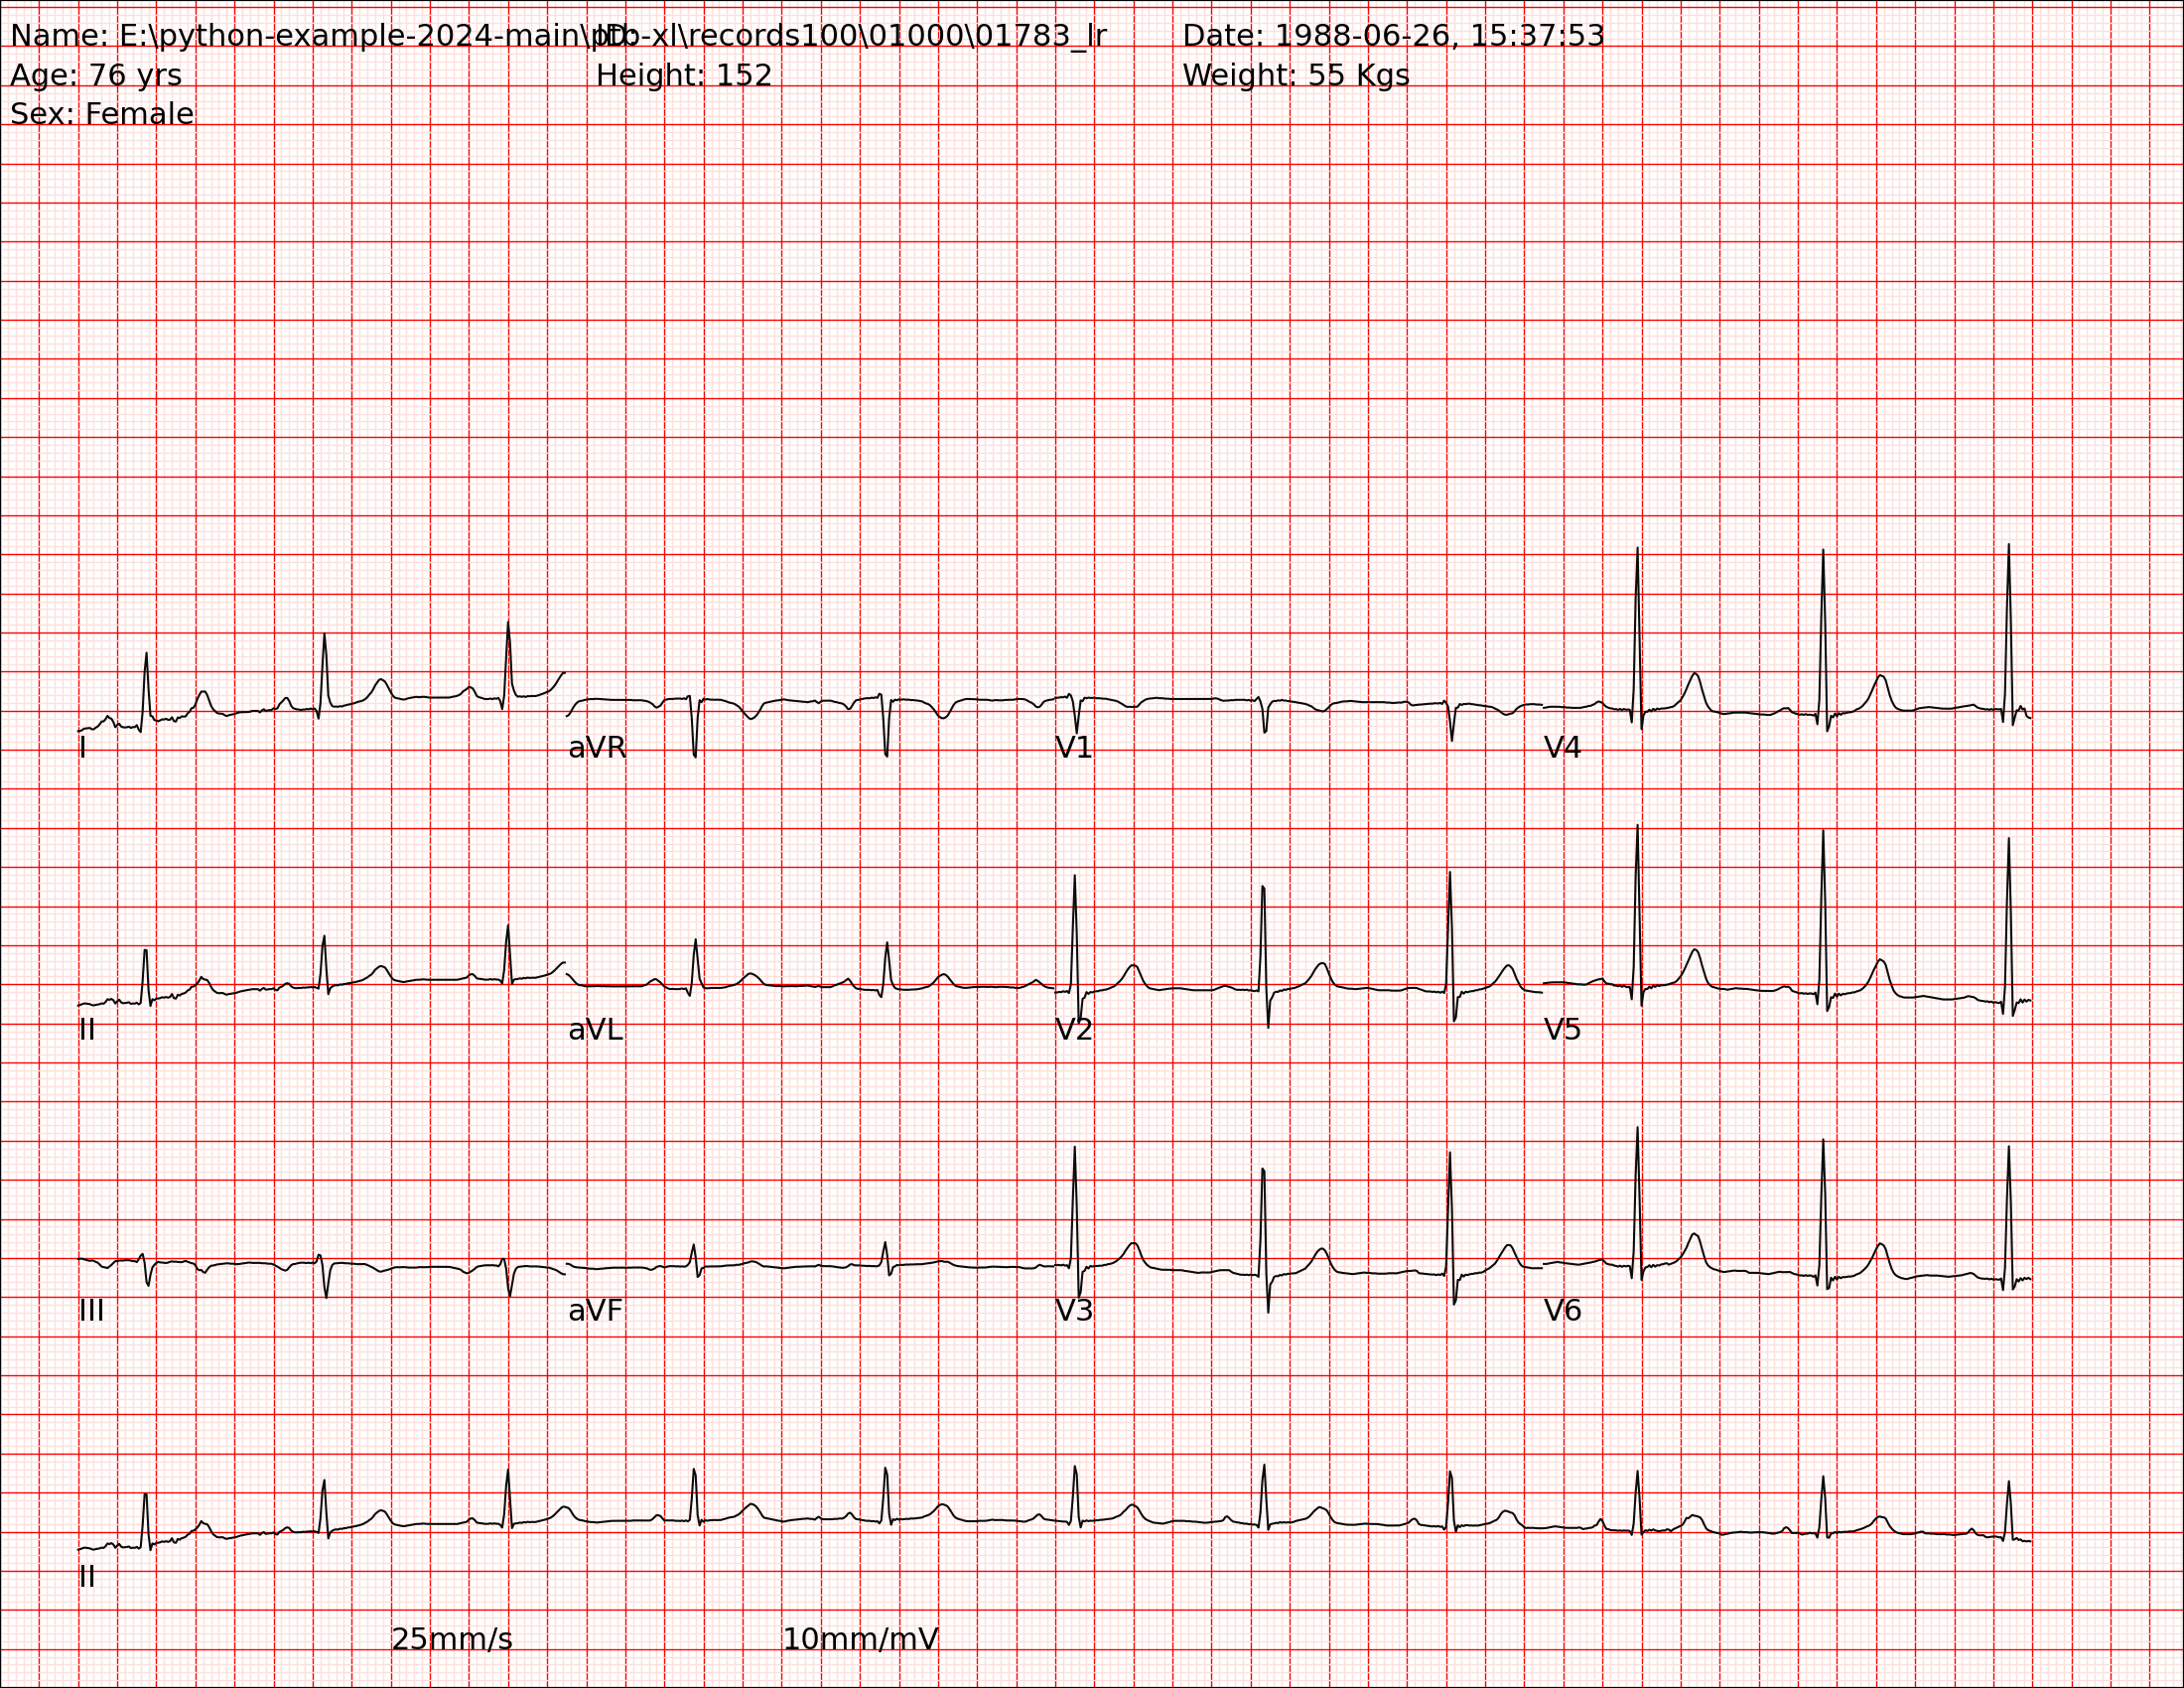 Name: E:\python-example-2024-main\ptb-xl\records100\01000\01783_lr ID: Date: 1988-06-26, 15:37:53
Age: 76 yrs Height: 152 Weight: 55 Kgs
Sex: Female
I aVR V1 V4
II aVL V2 V5
III aVF V3 V6
II
25mm/s 10mm/mV